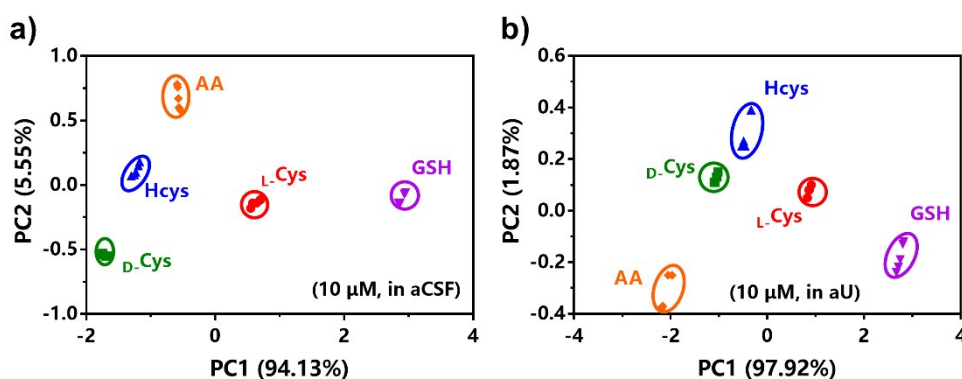 a)
1.0
0.5
0.0
-0.5
-1.0
PC2 (5.55%)
AA
Hcys
L-Cys
GSH
D-Cys
(10 μM, in aCSF)
-2
0
2
4
PC1 (94.13%)
b)
0.6
0.4
0.2
0.0
-0.2
-0.4
PC2 (1.87%)
Hcys
D-Cys
L-Cys
GSH
AA
(10 μM, in aU)
-4
-2
0
2
4
PC1 (97.92%)